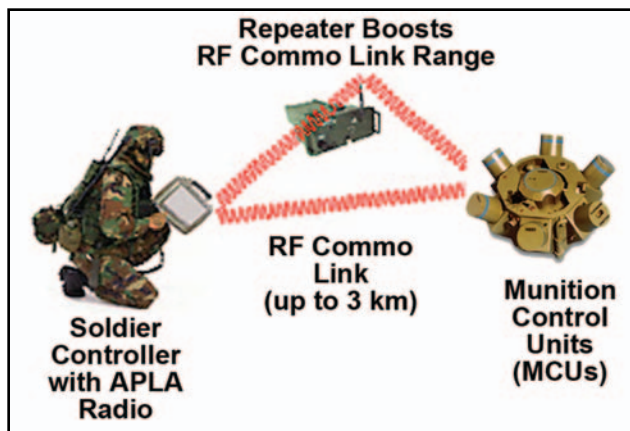 Repeater Boosts
RF Commo Link Range
RF Commo
Link
(up to 3 km)
Soldier
Controller
with APLA
Radio
Munition
Control
Units
(MCUs)